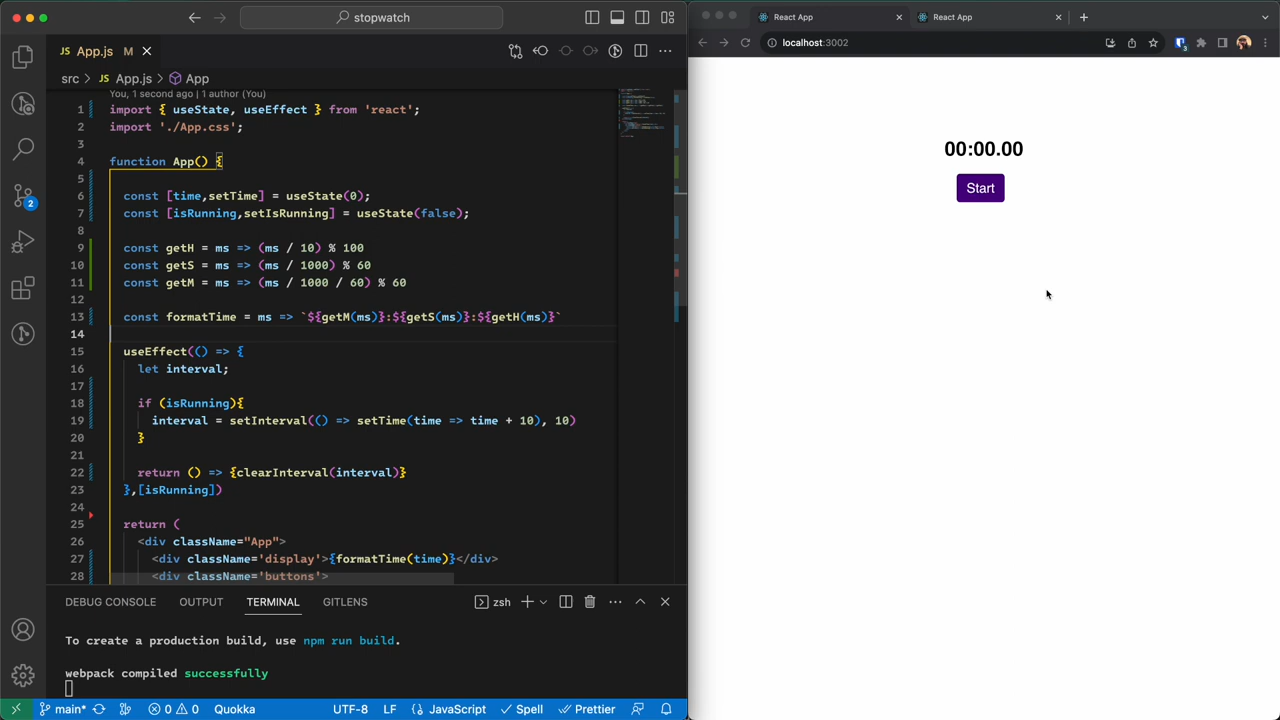 stopwatch
App.js M
src > App.js > App
You, 1 second ago | 1 author (You)
1 import { useState, useEffect } from 'react';
2 import './App.css';
3
4 function App() {
5
6 const [time,setTime] = useState(0);
7 const [isRunning,setIsRunning] = useState(false);
8
9 const getH = ms => (ms / 10) % 100
10 const getS = ms => (ms / 1000) % 60
11 const getM = ms => (ms / 1000 / 60) % 60
12
13 const formatTime = ms => `${getM(ms)}:${getS(ms)}:${getH(ms)}`
14
15 useEffect(() => {
16 let interval;
17
18 if (isRunning){
19 interval = setInterval(() => setTime(time => time + 10), 10)
20 }
21
22 return () => {clearInterval(interval)}
23 },[isRunning])
24
25 return (
26 <div className="App">
27 <div className='display'>{formatTime(time)}</div>
28 <div className='buttons'>
2
DEBUG CONSOLE OUTPUT TERMINAL GITLENS zsh
To create a production build, use npm run build.
webpack compiled successfully
main* 0 0 Quokka UTF-8 LF {} JavaScript Spell Prettier
React App React App
localhost:3002
3
00:00.00
Start